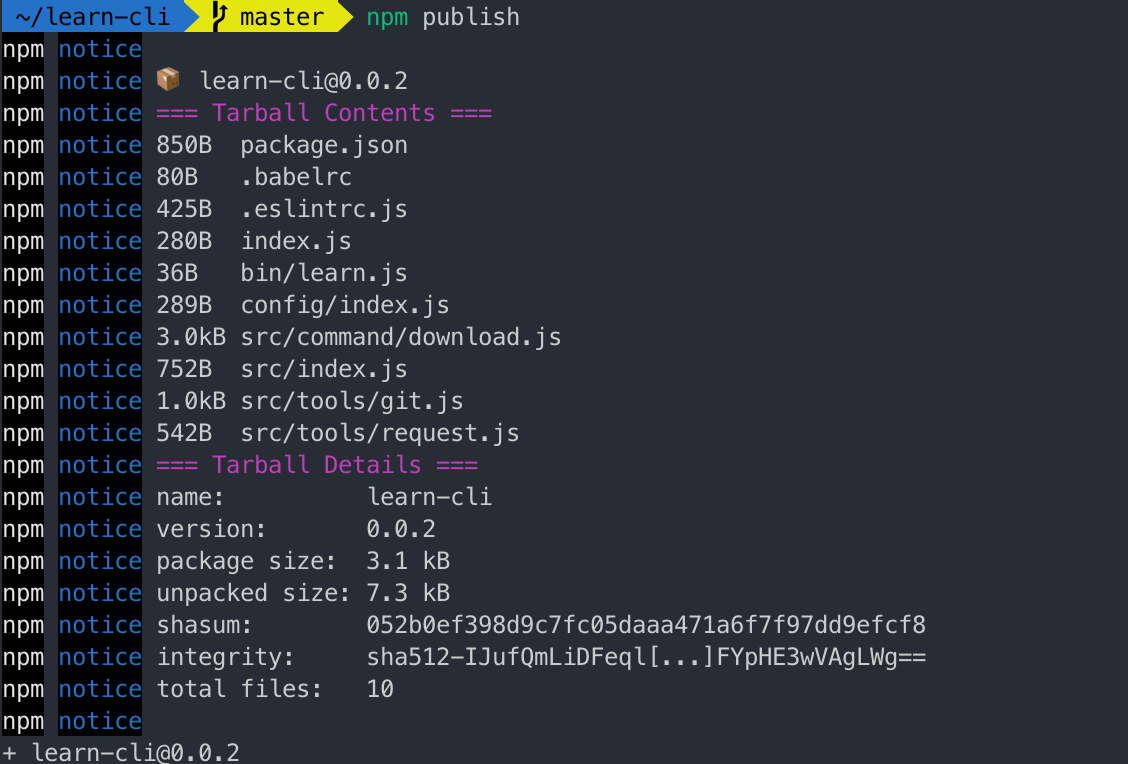 ~/learn-cli master npm publish
npm notice
npm notice 📦 learn-cli@0.0.2
npm notice === Tarball Contents ===
npm notice 850B package.json
npm notice 80B .babelrc
npm notice 425B .eslintrc.js
npm notice 280B index.js
npm notice 36B bin/learn.js
npm notice 289B config/index.js
npm notice 3.0kB src/command/download.js
npm notice 752B src/index.js
npm notice 1.0kB src/tools/git.js
npm notice 542B src/tools/request.js
npm notice === Tarball Details ===
npm notice name: learn-cli
npm notice version: 0.0.2
npm notice package size: 3.1 kB
npm notice unpacked size: 7.3 kB
npm notice shasum: 052b0ef398d9c7fc05daaa471a6f7f97dd9efcf8
npm notice integrity: sha512-IJufQmLiDFeql[...]FYpHE3wVAgLWg==
npm notice total files: 10
npm notice
+ learn-cli@0.0.2